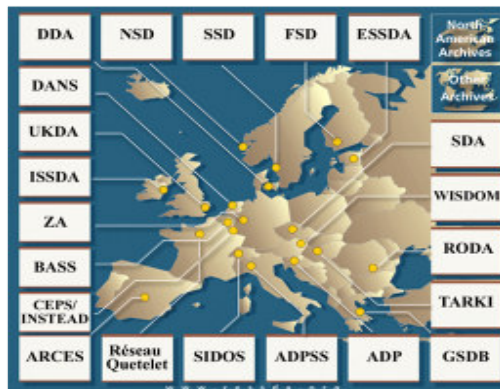 DDA
NSD
SSD
FSD
ESSDA
North
American
Archives
Other
Archives
DANS
UKDA
ISSDA
ZA
BASS
CEPS/
INSTEAD
SDA
WISDOM
RODA
TARKI
ARCES
Réseau
Quetelet
SIDOS
ADPSS
ADP
GSDB